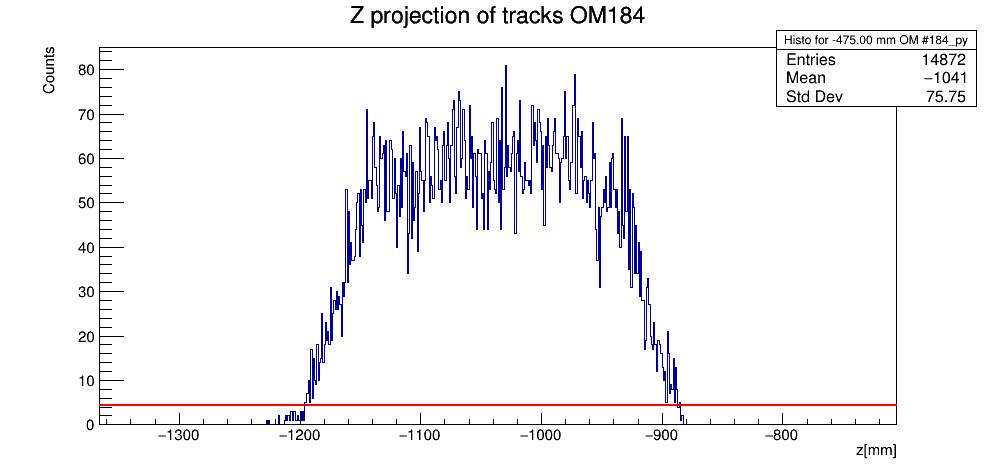 Z projection of tracks OM184
Histo for -475.00 mm OM #184_py
Entries 14872
Mean −1041
Std Dev 75.75
Counts
80
70
60
50
40
30
20
10
0
−1300 −1200 −1100 −1000 −900 −800
z[mm]